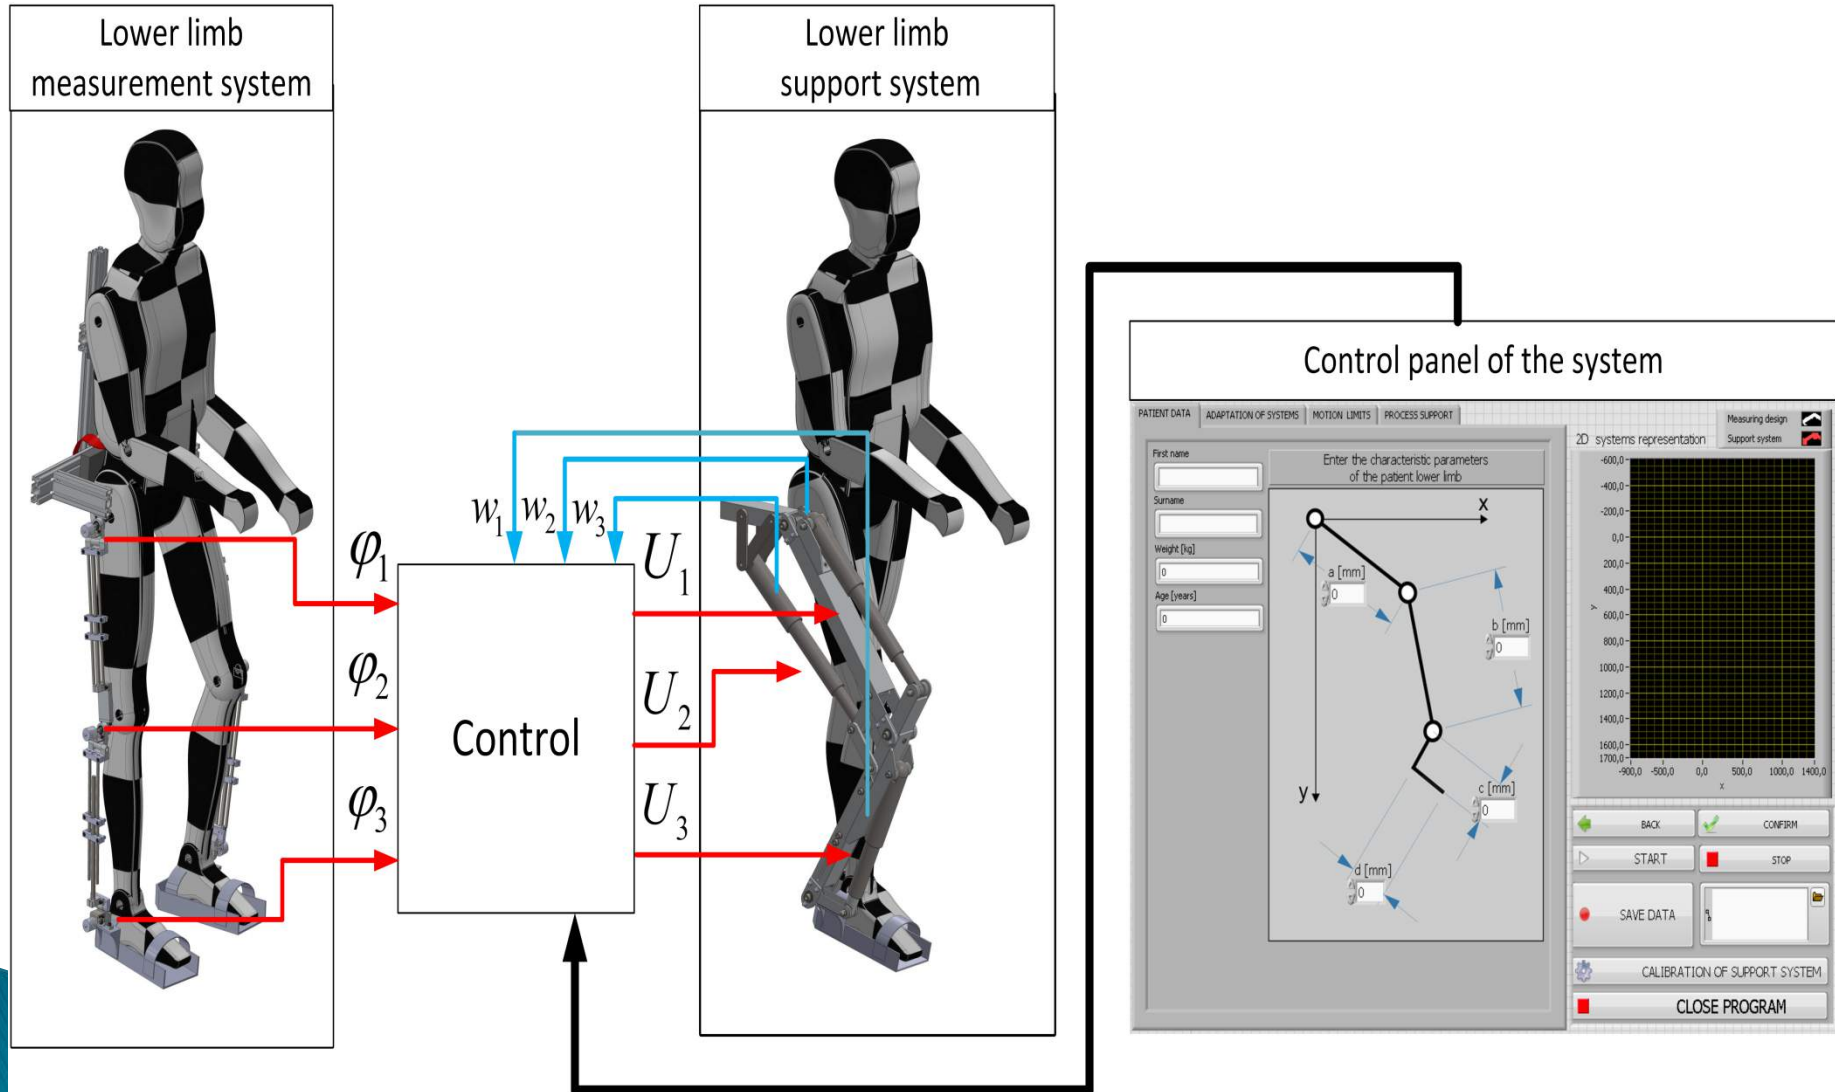 Lower limb
measurement system
Lower limb
support system
φ₁
φ₂
φ₃
w₁
w₂
w₃
Control
U₁
U₂
U₃
Control panel of the system
PATIENT DATA
ADAPTATION OF SYSTEMS
MOTION LIMITS
PROCESS SUPPORT
First name
Surname
Weight [kg]
0
Age [years]
0
Enter the characteristic parameters
of the patient lower limb
x
a [mm]
0
b [mm]
0
y
c [mm]
0
d [mm]
0
2D systems representation
Measuring design
Support system
-600,0
-400,0
-200,0
0,0
200,0
400,0
600,0
800,0
1000,0
1200,0
1400,0
1600,0
1700,0
Y
-900,0 -500,0 0,0 500,0 1000,0 1400,0
x
BACK
CONFIRM
START
STOP
SAVE DATA
CALIBRATION OF SUPPORT SYSTEM
CLOSE PROGRAM